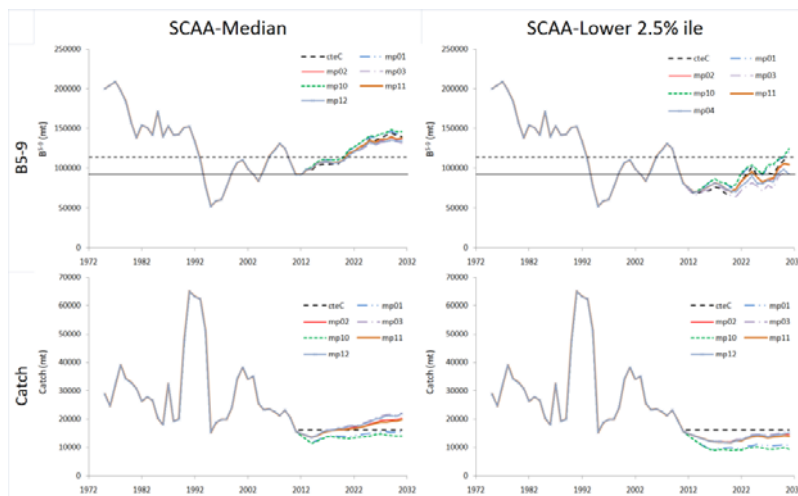 SCAA-Median
SCAA-Lower 2.5% ile
B5-9
B⁵⁻⁹ (mt)
250000
200000
150000
100000
50000
0
1972
1982
1992
2002
2012
2022
2032
cteC
mp01
mp02
mp03
mp10
mp11
mp12
B⁵⁻⁹ (mt)
250000
200000
150000
100000
50000
0
1972
1982
1992
2002
2012
2022
2032
cteC
mp01
mp02
mp03
mp10
mp11
mp04
Catch
Catch (mt)
70000
60000
50000
40000
30000
20000
10000
0
1972
1982
1992
2002
2012
2022
2032
cteC
mp01
mp02
mp03
mp10
mp11
mp12
Catch (mt)
70000
60000
50000
40000
30000
20000
10000
0
1972
1982
1992
2002
2012
2022
2032
cteC
mp01
mp02
mp03
mp10
mp11
mp12